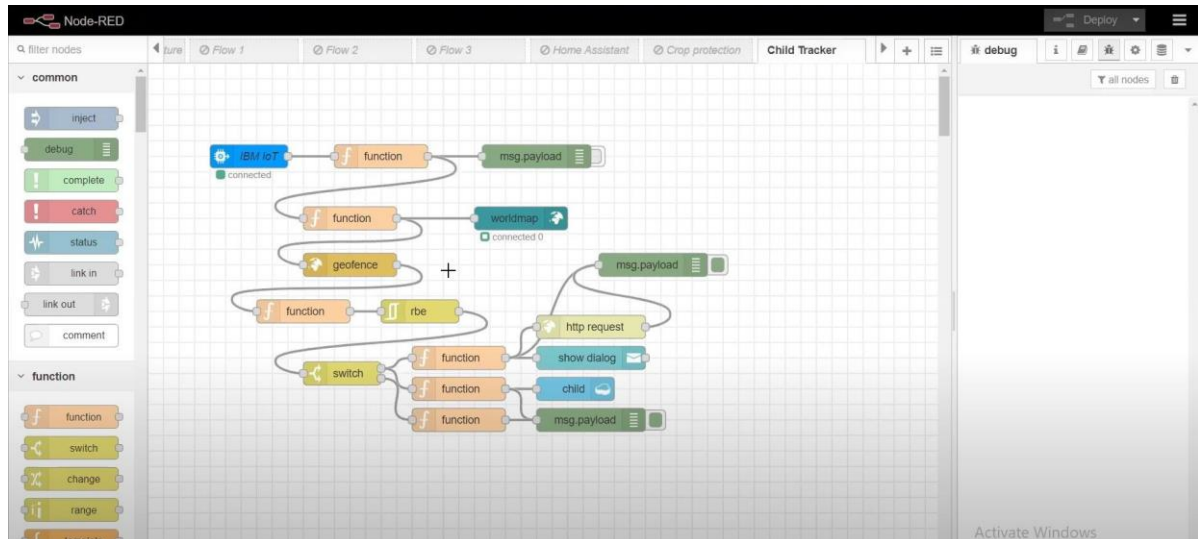 Node-RED
Deploy
filter nodes
ture
Flow 1
Flow 2
Flow 3
Home Assistant
Crop protection
Child Tracker
debug
i
all nodes
common
inject
debug
complete
catch
status
link in
link out
comment
function
function
switch
change
range
IBM IoT
connected
function
msg.payload
function
worldmap
connected 0
geofence
msg.payload
function
rbe
http request
switch
function
show dialog
function
child
function
msg.payload
Activate Windows